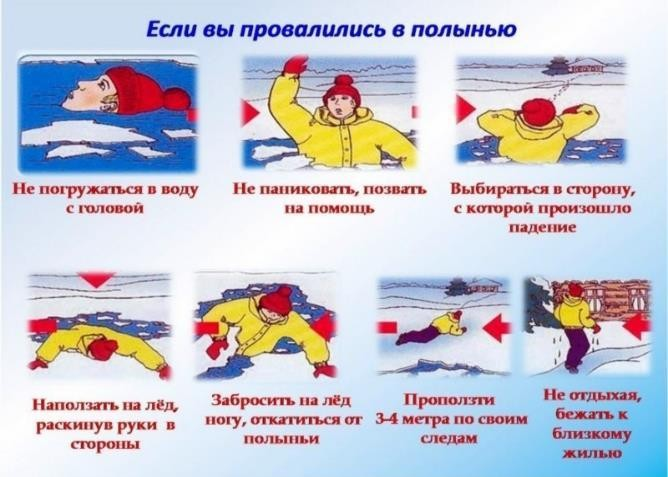 Если вы провалились в полынью
Не погружаться в воду
с головой
Не паниковать, позвать
на помощь
Выбираться в сторону,
с которой произошло
падение
Наползать на лёд,
раскинув руки в
стороны
Забросить на лёд
ногу, откатиться от
полыньи
Проползти
3-4 метра по своим
следам
Не отдыхая,
бежать к
близкому
жилью